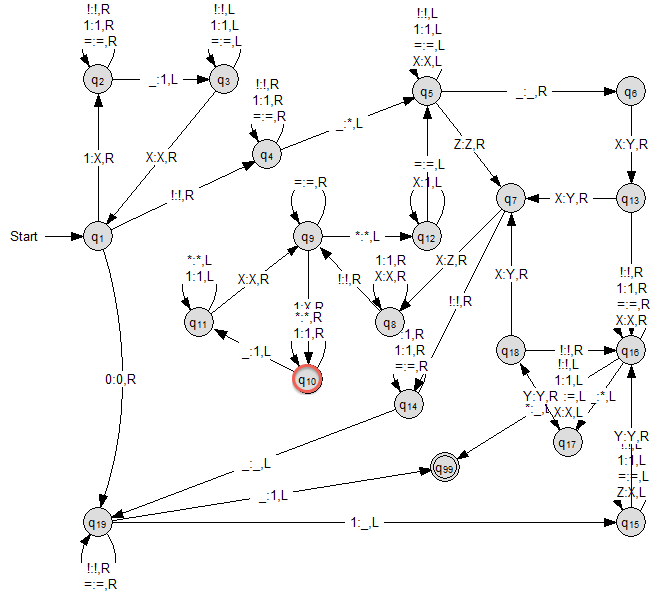 !:!,R
1:1,R
=:=,R
q2
_:1,L
!:!,L
1:1,L
=:=,L
q3
!:!,L
1:1,L
=:=,L
X:X,L
q5
_:_,R
q6
!:!,R
1:1,R
=:=,R
q4
_:*,L
1:X,R
X:X,R
!:!,R
Z:Z,R
X:Y,R
=:=,L
X:1,L
=:=,R
q7
X:Y,R
q13
Start
q1
q9
*:*,L
q12
*:*,L
1:1,L
X:X,R
!:!,R
1:1,R
X:X,R
X:Z,R
X:Y,R
!:!,R
1:1,R
=:=,R
X:X,R
q11
1:X,R
*:*,R
1:1,R
q8
!:!,R
:1,R
1:1,R
=:=,R
q18
!:!,R
q16
_:1,L
q10
0:0,R
!:!,L
1:1,L
:=,L
X:X,L
_:*,L
Y:Y,R
*:_,L
q14
q17
Y:Y,R
!:!,L
1:1,L
=:=,L
Z:X,L
_:_,L
q99
_:1,L
q19
1:_,L
q15
!:!,R
=:=,R